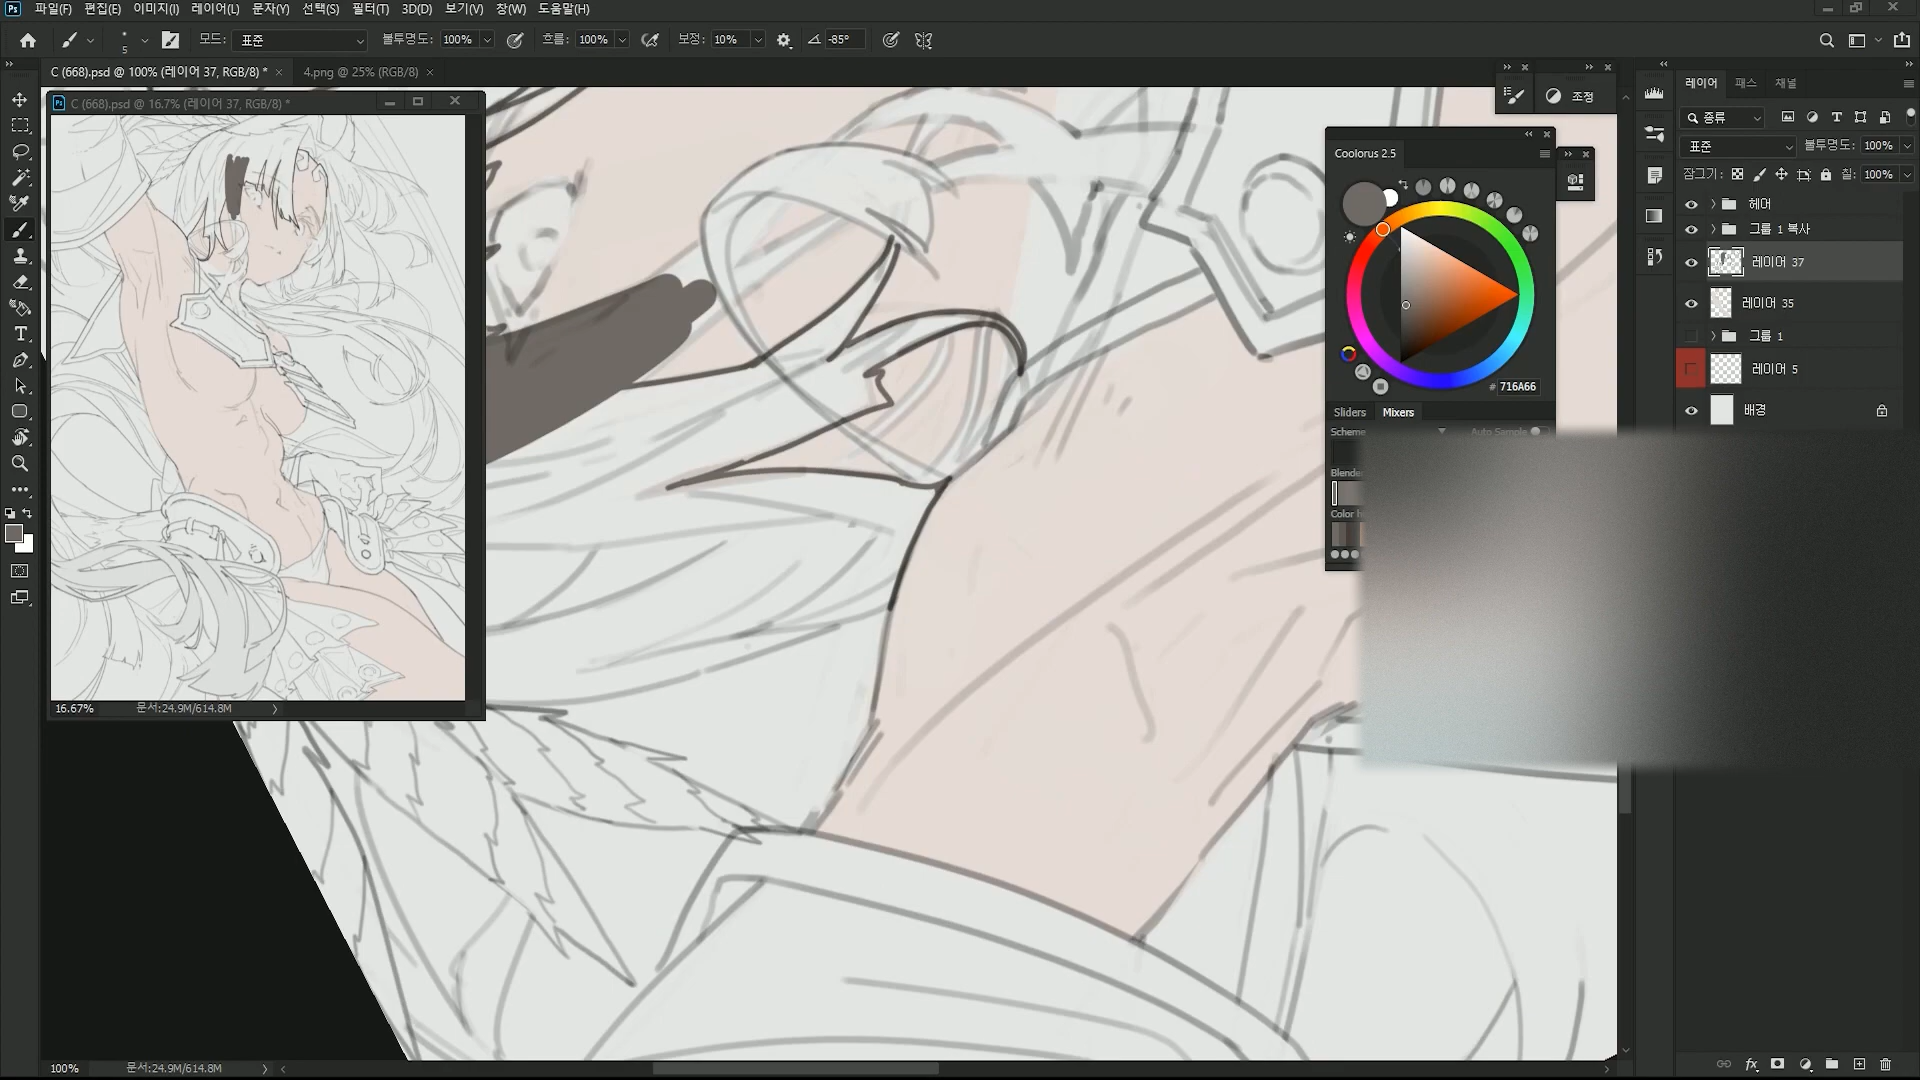 Ps 파일(F) 편집(E) 이미지(I) 레이어(L) 문자(Y) 선택(S) 필터(T) 3D(D) 보기(V) 창(W) 도움말(H)
5 모드: 표준 불투명도: 100% 흐름: 100% 보정: 10% -85°
C (668).psd @ 100% (레이어 37, RGB/8) * × 4.png @ 25% (RGB/8) ×
Ps C (668).psd @ 16.7% (레이어 37, RGB/8) *
16.67% 문서:24.9M/614.8M
조정
Coolorus 2.5
# 716A66
Sliders Mixers
Scheme Auto Sample
Blende
Color h
레이어 패스 채널
종류
표준 불투명도: 100%
잠그기: 칠: 100%
헤어
그룹 1 복사
레이어 37
레이어 35
그룹 1
레이어 5
배경
T
100% 문서:24.9M/614.8M
fx